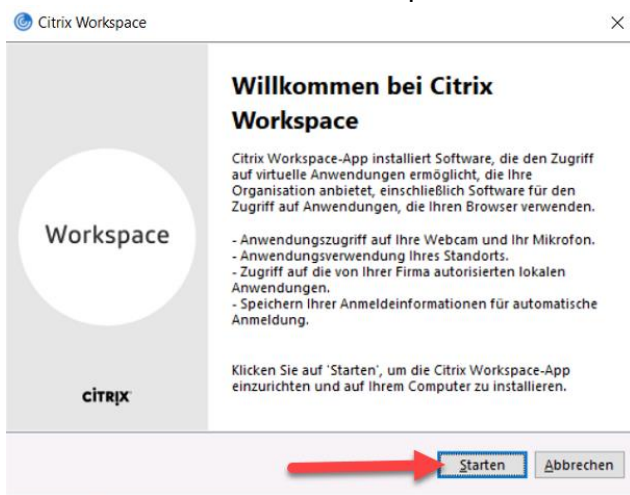 Citrix Workspace
Willkommen bei Citrix
Workspace
Citrix Workspace-App installiert Software, die den Zugriff
auf virtuelle Anwendungen ermöglicht, die Ihre
Organisation anbietet, einschließlich Software für den
Zugriff auf Anwendungen, die Ihren Browser verwenden.
- Anwendungszugriff auf Ihre Webcam und Ihr Mikrofon.
- Anwendungsverwendung Ihres Standorts.
- Zugriff auf die von Ihrer Firma autorisierten lokalen
Anwendungen.
- Speichern Ihrer Anmeldeinformationen für automatische
Anmeldung.
Workspace
Klicken Sie auf 'Starten', um die Citrix Workspace-App
einzurichten und auf Ihrem Computer zu installieren.
CITRIX
Starten
Abbrechen